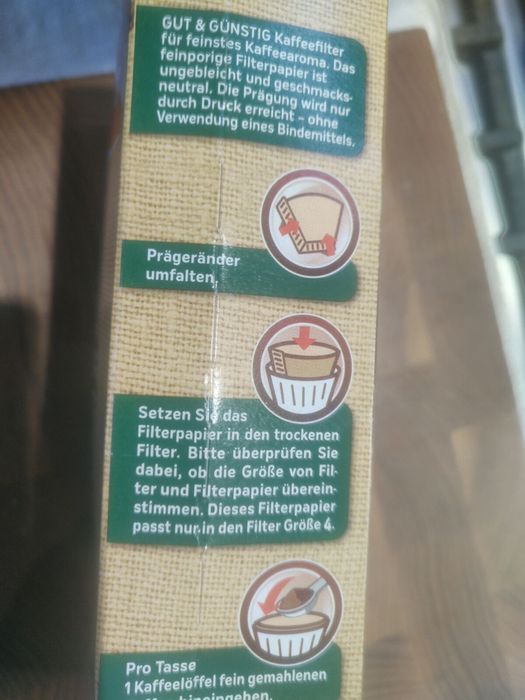 GUT & GÜNSTIG Kaffeefilter
für feinstes Kaffeearoma. Das
feinporige Filterpapier ist
ungebleicht und geschmacks-
neutral. Die Prägung wird nur
durch Druck erreicht - ohne
Verwendung eines Bindemittels.
Prägeränder
umfalten.
Setzen Sie das
Filterpapier in den trockenen
Filter. Bitte überprüfen Sie
dabei, ob die Größe von Fil-
ter und Filterpapier überein-
stimmen. Dieses Filterpapier
passt nur in den Filter Größe 4.
Pro Tasse
1 Kaffeelöffel fein gemahlenen
hineingeben.